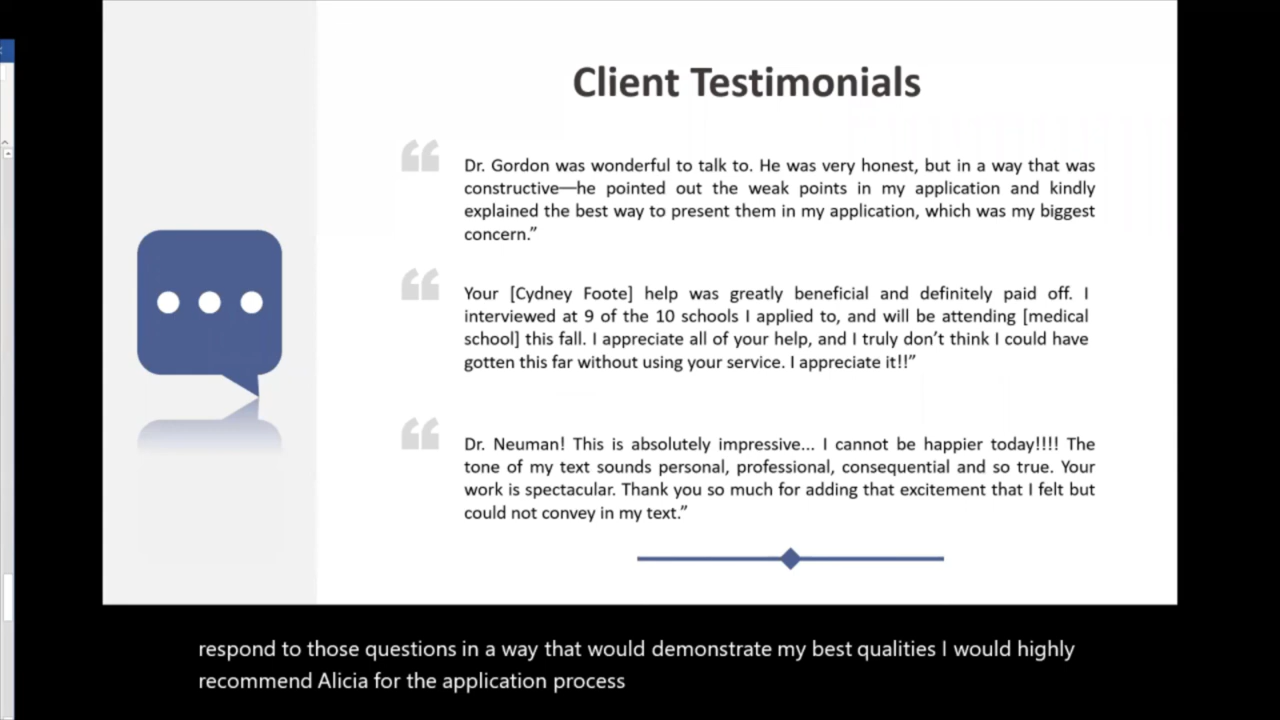 Client Testimonials
Dr. Gordon was wonderful to talk to. He was very honest, but in a way that was
constructive—he pointed out the weak points in my application and kindly
explained the best way to present them in my application, which was my biggest
concern.”
Your [Cydney Foote] help was greatly beneficial and definitely paid off. I
interviewed at 9 of the 10 schools I applied to, and will be attending [medical
school] this fall. I appreciate all of your help, and I truly don’t think I could have
gotten this far without using your service. I appreciate it!!”
Dr. Neuman! This is absolutely impressive... I cannot be happier today!!!! The
tone of my text sounds personal, professional, consequential and so true. Your
work is spectacular. Thank you so much for adding that excitement that I felt but
could not convey in my text.”
respond to those questions in a way that would demonstrate my best qualities I would highly
recommend Alicia for the application process